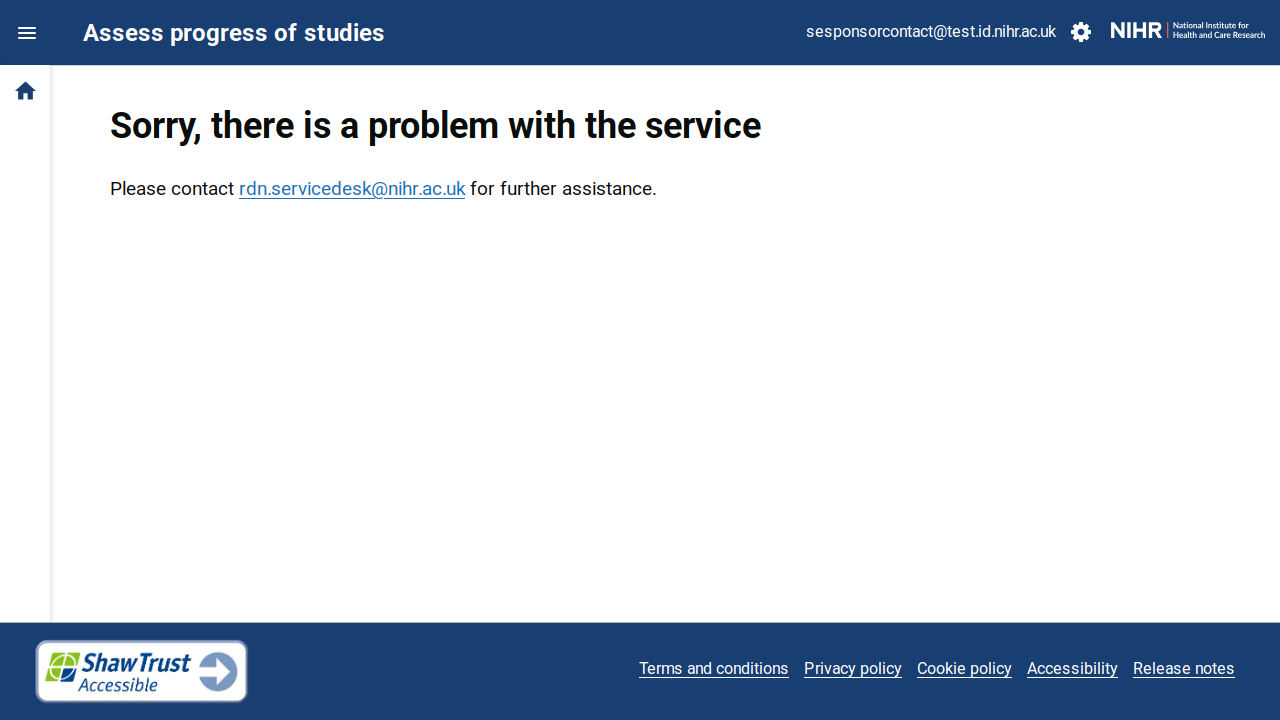 Assess progress of studies
sesponsorcontact@test.id.nihr.ac.uk
NIHR National Institute for
Health and Care Research
Sorry, there is a problem with the service
Please contact rdn.servicedesk@nihr.ac.uk for further assistance.
ShawTrust
Accessible
Terms and conditions Privacy policy Cookie policy Accessibility Release notes